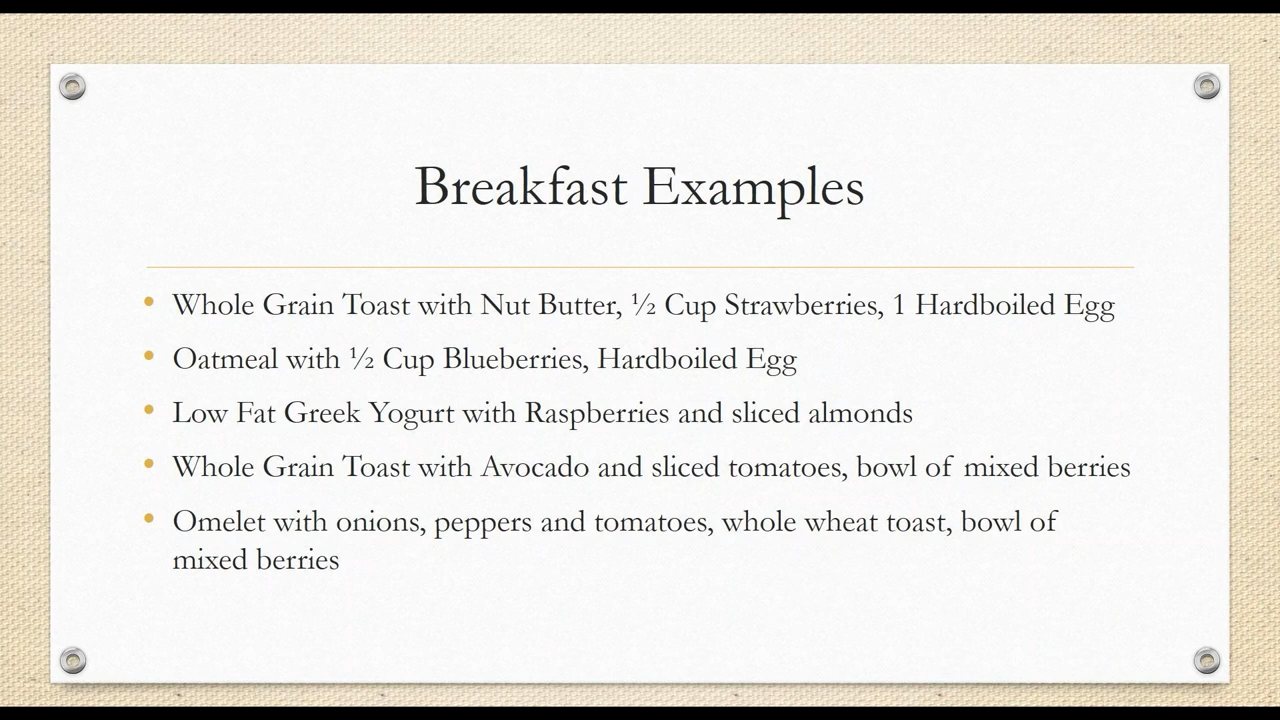 Breakfast Examples
• Whole Grain Toast with Nut Butter, ½ Cup Strawberries, 1 Hardboiled Egg
• Oatmeal with ½ Cup Blueberries, Hardboiled Egg
• Low Fat Greek Yogurt with Raspberries and sliced almonds
• Whole Grain Toast with Avocado and sliced tomatoes, bowl of mixed berries
• Omelet with onions, peppers and tomatoes, whole wheat toast, bowl of
mixed berries